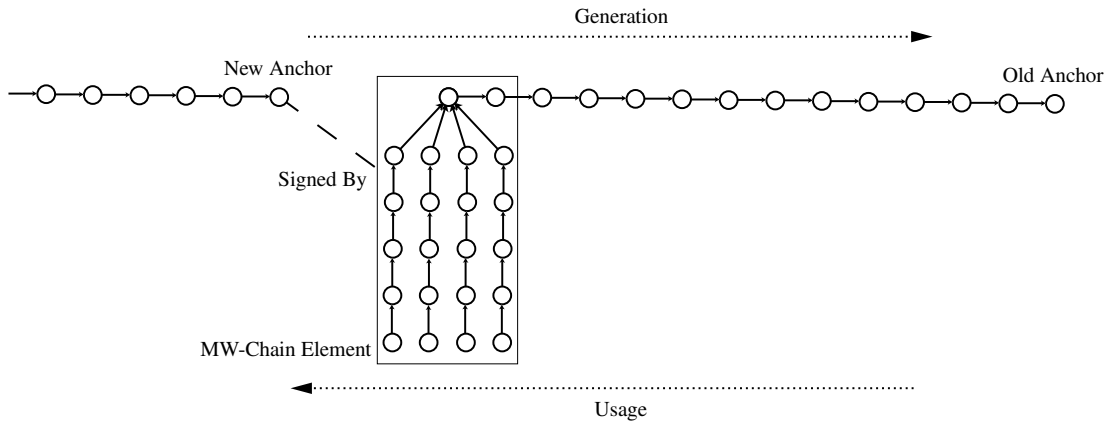 Generation
New Anchor
Old Anchor
Signed By
MW-Chain Element
Usage